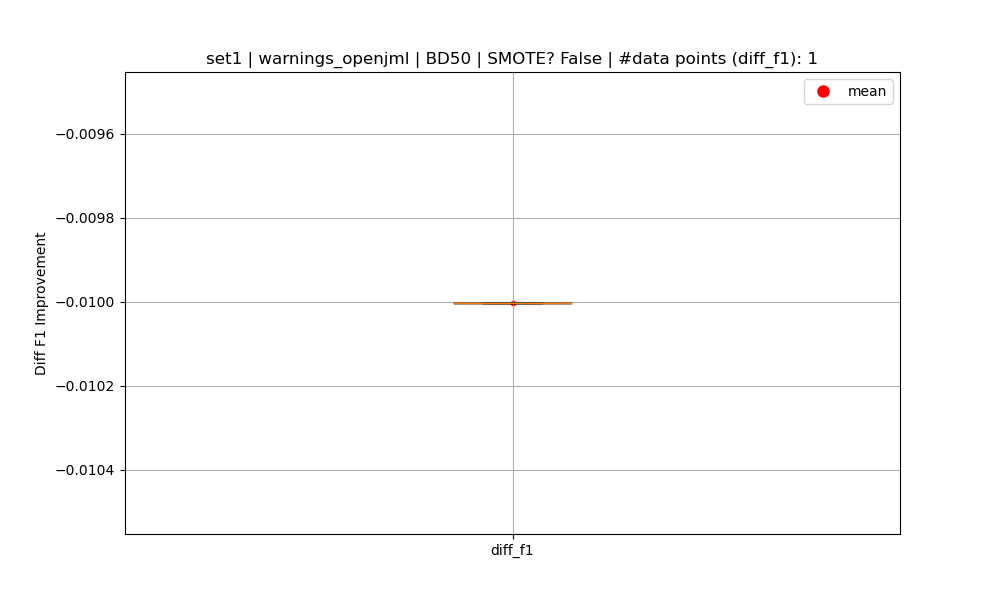 set1 | warnings_openjml | BD50 | SMOTE? False | #data points (diff_f1): 1
mean
−0.0096
−0.0098
−0.0100
−0.0102
−0.0104
Diff F1 Improvement
diff_f1